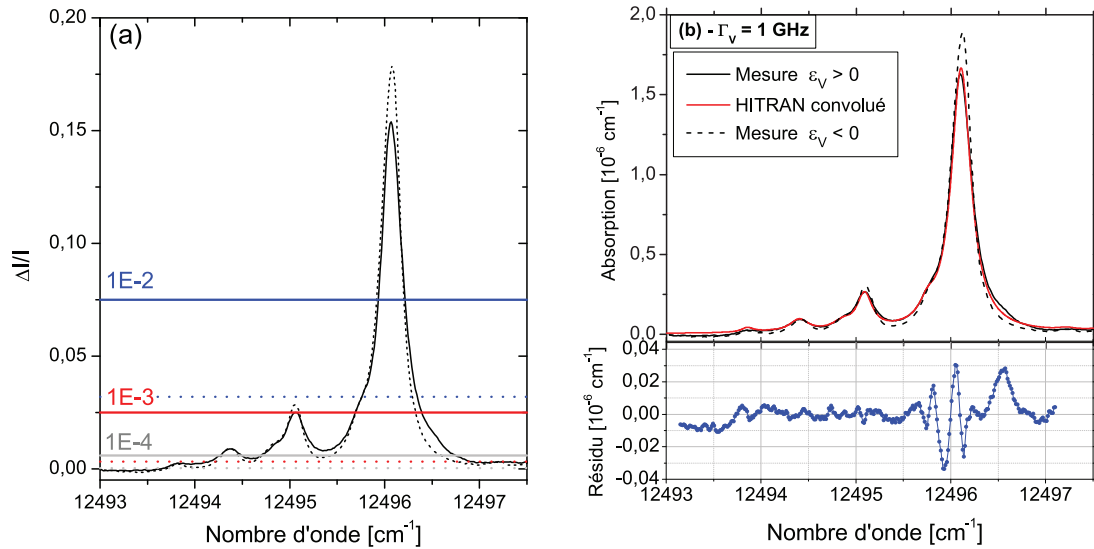 (a)
0,20
0,15
0,10
0,05
0,00
ΔI/I
1E-2
1E-3
1E-4
12493 12494 12495 12496 12497
Nombre d'onde [cm⁻¹]
(b) - Γᵥ = 1 GHz
Mesure εᵥ > 0
HITRAN convolué
Mesure εᵥ < 0
2,0
1,5
1,0
0,5
0,0
Absorption [10⁻⁶ cm⁻¹]
0,04
0,02
0,00
-0,02
-0,04
Résidu [10⁻⁶ cm⁻¹]
12493 12494 12495 12496 12497
Nombre d'onde [cm⁻¹]